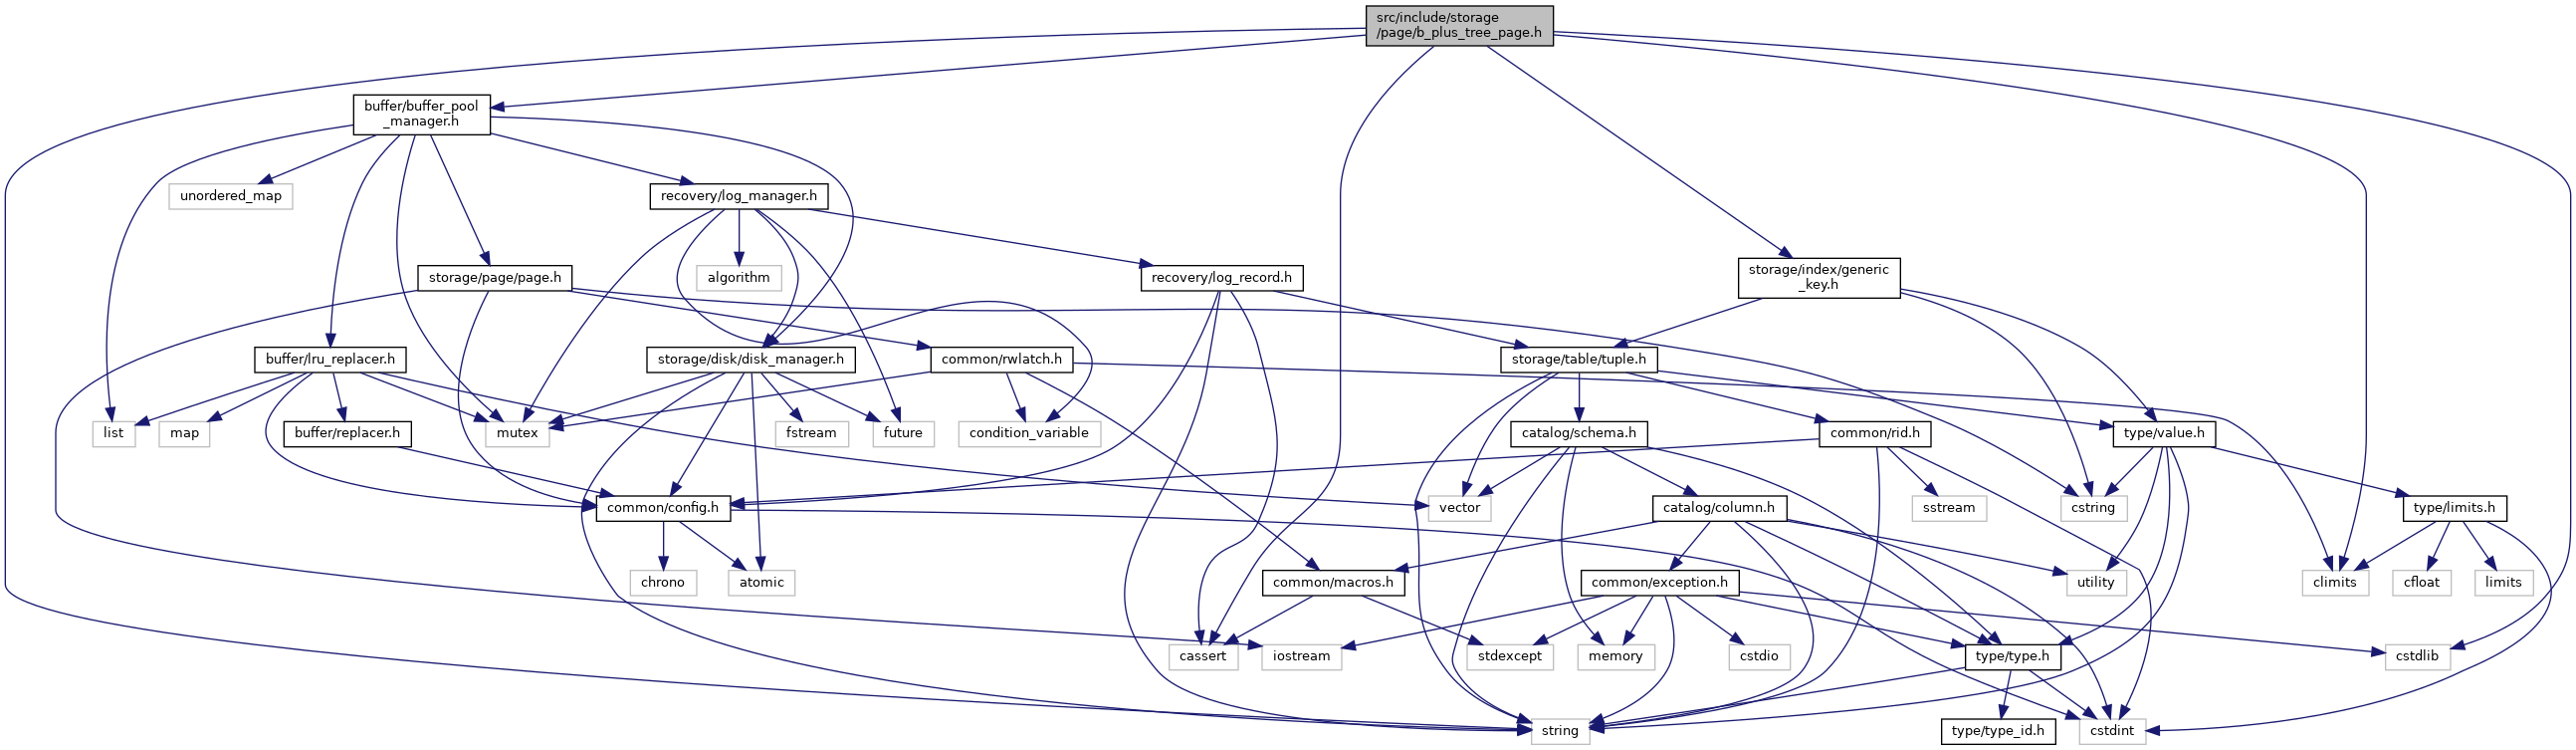 src/include/storage
/page/b_plus_tree_page.h
buffer/buffer_pool
_manager.h
unordered_map
recovery/log_manager.h
storage/page/page.h
algorithm
recovery/log_record.h
storage/index/generic
_key.h
buffer/lru_replacer.h
storage/disk/disk_manager.h
common/rwlatch.h
storage/table/tuple.h
list
map
buffer/replacer.h
mutex
fstream
future
condition_variable
catalog/schema.h
common/rid.h
type/value.h
common/config.h
vector
catalog/column.h
sstream
cstring
type/limits.h
chrono
atomic
common/macros.h
common/exception.h
utility
climits
cfloat
limits
cassert
iostream
stdexcept
memory
cstdio
type/type.h
cstdlib
string
type/type_id.h
cstdint